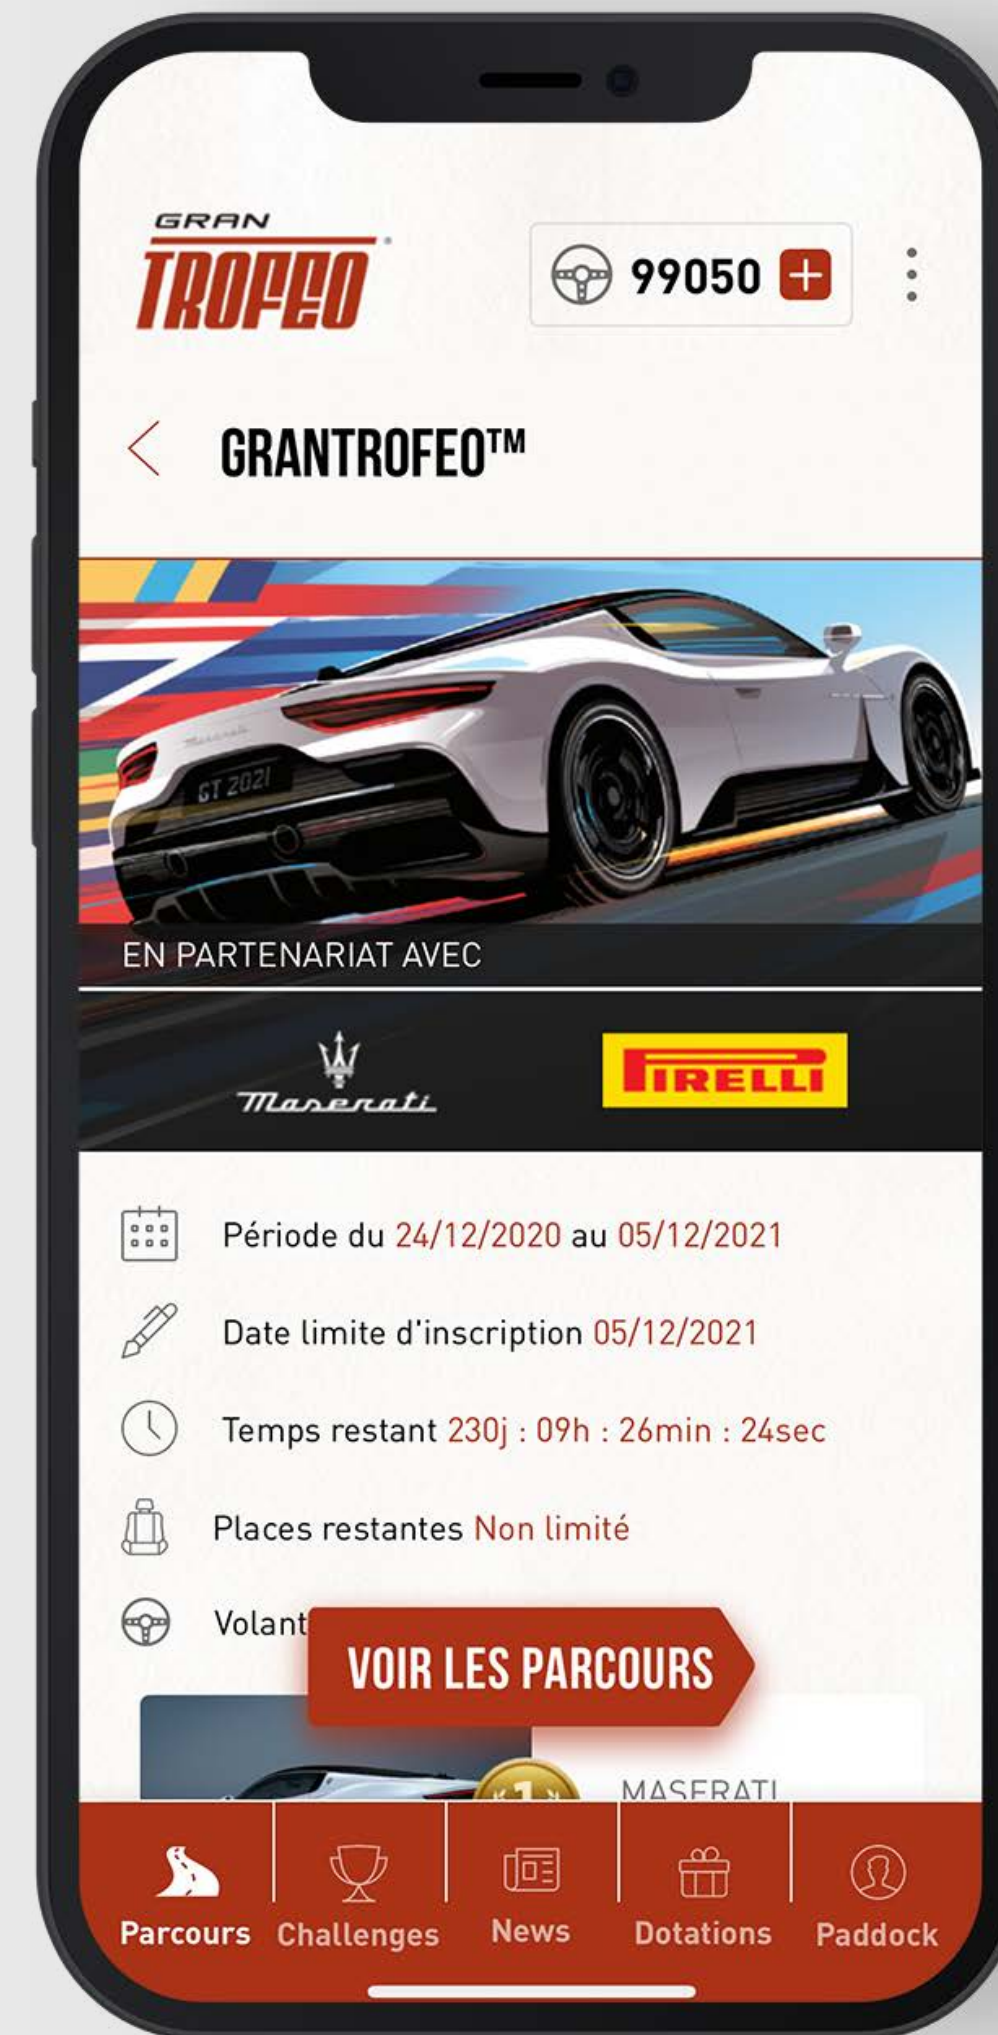 GRAN
TROFEO
99050
GRANTROFEO™
Maserati
GT 2021
EN PARTENARIAT AVEC
Maserati
PIRELLI
Période du 24/12/2020 au 05/12/2021
Date limite d'inscription 05/12/2021
Temps restant 230j : 09h : 26min : 24sec
Places restantes Non limité
Volant
VOIR LES PARCOURS
1
MASERATI
Parcours Challenges News Dotations Paddock